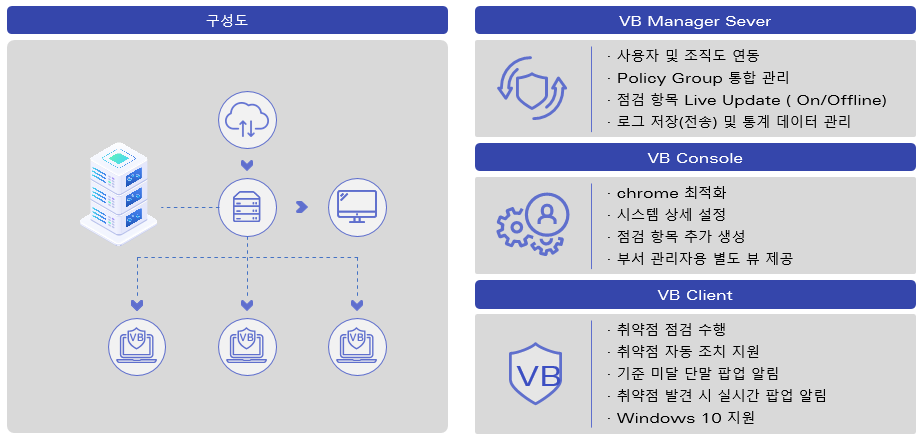 구성도
VB
VB
VB
VB Manager Sever
· 사용자 및 조직도 연동
· Policy Group 통합 관리
· 점검 항목 Live Update ( On/Offline)
· 로그 저장(전송) 및 통계 데이터 관리
VB Console
· chrome 최적화
· 시스템 상세 설정
· 점검 항목 추가 생성
· 부서 관리자용 별도 뷰 제공
VB Client
VB
· 취약점 점검 수행
· 취약점 자동 조치 지원
· 기준 미달 단말 팝업 알림
· 취약점 발견 시 실시간 팝업 알림
· Windows 10 지원